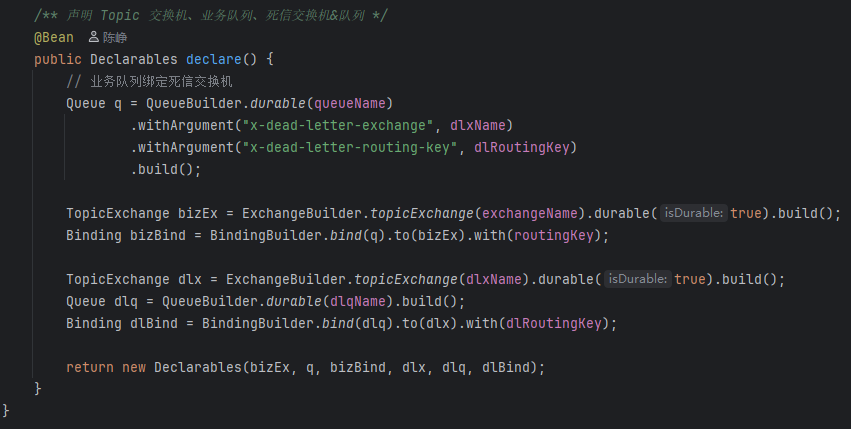 /** 声明 Topic 交换机、业务队列、死信交换机&队列 */
@Bean 陈峥
public Declarables declare() {
// 业务队列绑定死信交换机
Queue q = QueueBuilder.durable(queueName)
.withArgument("x-dead-letter-exchange", dlxName)
.withArgument("x-dead-letter-routing-key", dlRoutingKey)
.build();
TopicExchange bizEx = ExchangeBuilder.topicExchange(exchangeName).durable( isDurable: true).build();
Binding bizBind = BindingBuilder.bind(q).to(bizEx).with(routingKey);
TopicExchange dlx = ExchangeBuilder.topicExchange(dlxName).durable( isDurable: true).build();
Queue dlq = QueueBuilder.durable(dlqName).build();
Binding dlBind = BindingBuilder.bind(dlq).to(dlx).with(dlRoutingKey);
return new Declarables(bizEx, q, bizBind, dlx, dlq, dlBind);
}
}